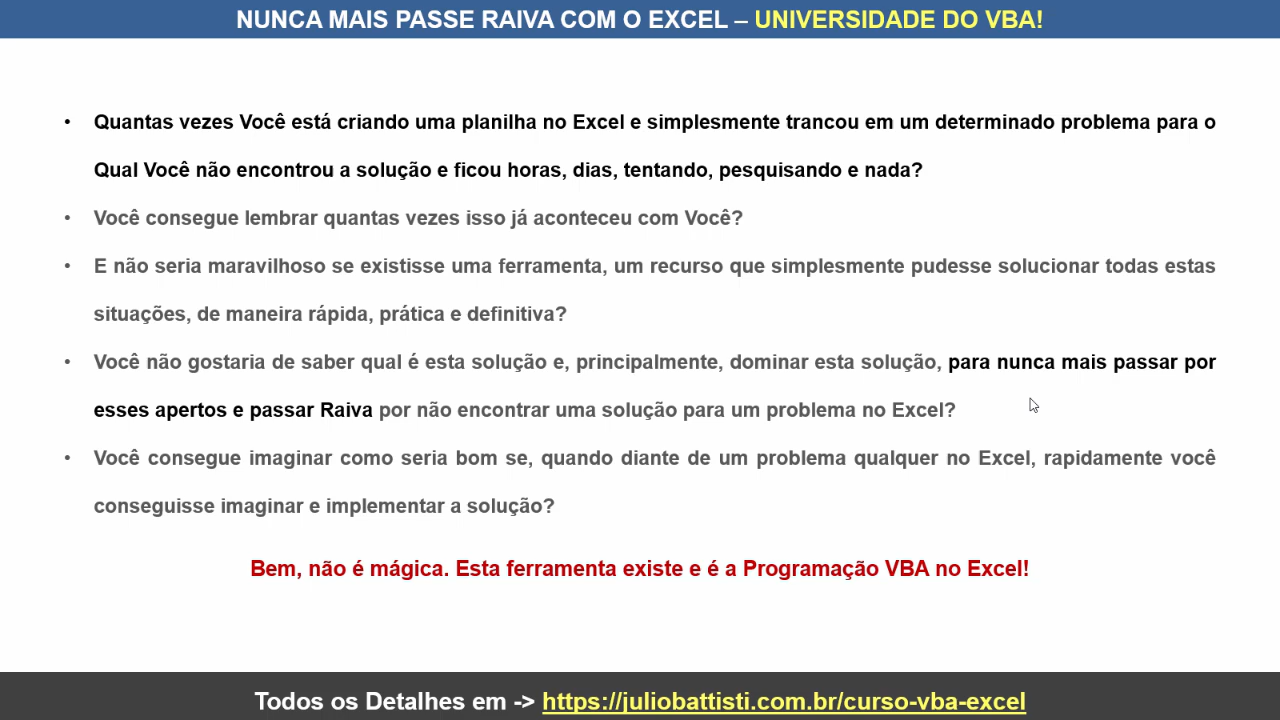 NUNCA MAIS PASSE RAIVA COM O EXCEL – UNIVERSIDADE DO VBA!
• Quantas vezes Você está criando uma planilha no Excel e simplesmente trancou em um determinado problema para o
Qual Você não encontrou a solução e ficou horas, dias, tentando, pesquisando e nada?
• Você consegue lembrar quantas vezes isso já aconteceu com Você?
• E não seria maravilhoso se existisse uma ferramenta, um recurso que simplesmente pudesse solucionar todas estas
situações, de maneira rápida, prática e definitiva?
• Você não gostaria de saber qual é esta solução e, principalmente, dominar esta solução, para nunca mais passar por
esses apertos e passar Raiva por não encontrar uma solução para um problema no Excel?
• Você consegue imaginar como seria bom se, quando diante de um problema qualquer no Excel, rapidamente você
conseguisse imaginar e implementar a solução?
Bem, não é mágica. Esta ferramenta existe e é a Programação VBA no Excel!
Todos os Detalhes em -> https://juliobattisti.com.br/curso-vba-excel